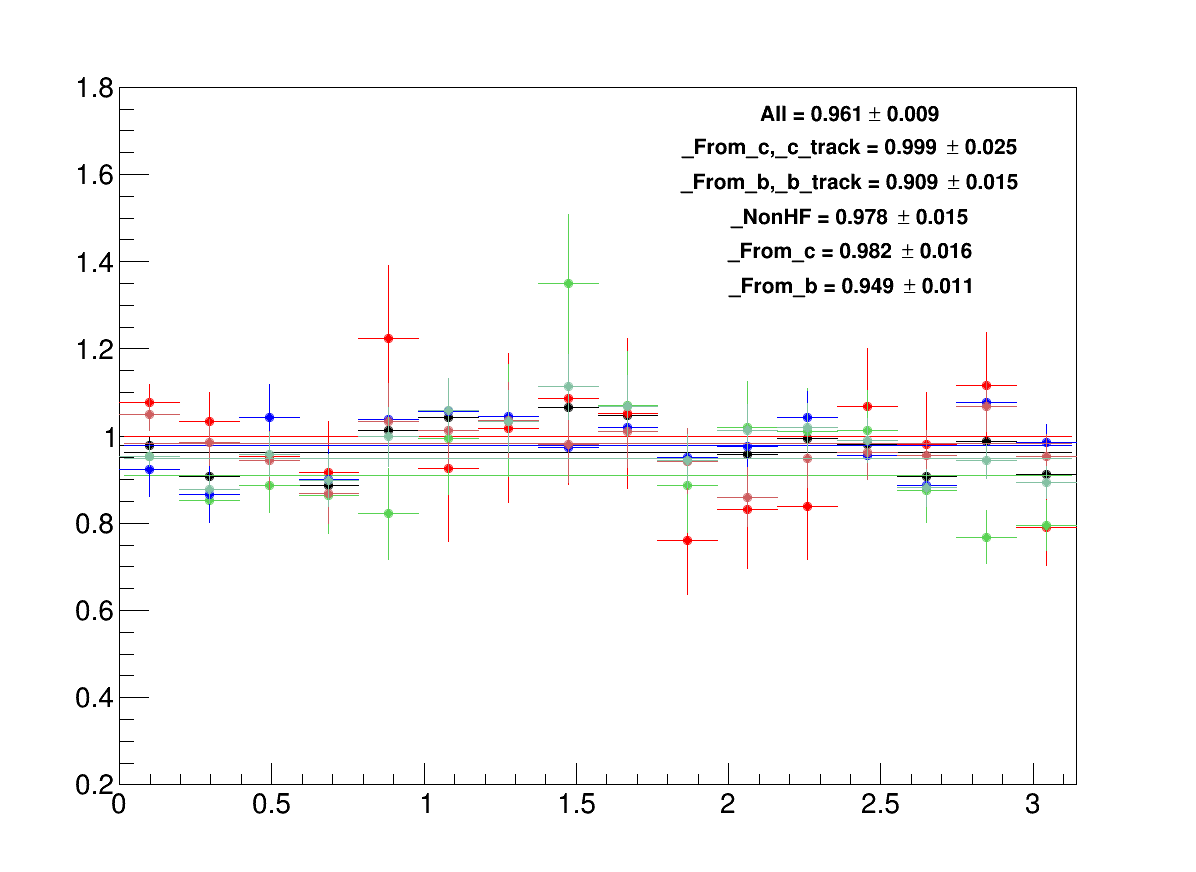 1.8
All = 0.961 ± 0.009
_From_c,_c_track = 0.999 ± 0.025
1.6
_From_b,_b_track = 0.909 ± 0.015
_NonHF = 0.978 ± 0.015
_From_c = 0.982 ± 0.016
1.4
_From_b = 0.949 ± 0.011
1.2
1
0.8
0.6
0.4
0.2
0 0.5 1 1.5 2 2.5 3